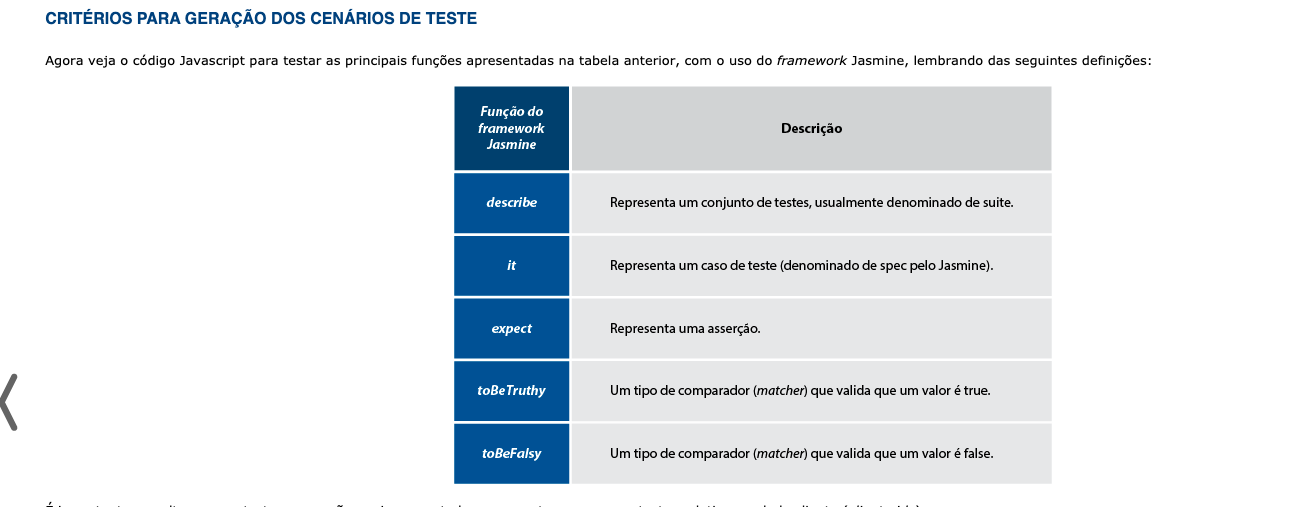 CRITÉRIOS PARA GERAÇÃO DOS CENÁRIOS DE TESTE
Agora veja o código Javascript para testar as principais funções apresentadas na tabela anterior, com o uso do framework Jasmine, lembrando das seguintes definições:
Função do
framework
Jasmine
Descrição
describe
Representa um conjunto de testes, usualmente denominado de suite.
it
Representa um caso de teste (denominado de spec pelo Jasmine).
expect
Representa uma asserção.
toBeTruthy
Um tipo de comparador (matcher) que valida que um valor é true.
toBeFalsy
Um tipo de comparador (matcher) que valida que um valor é false.